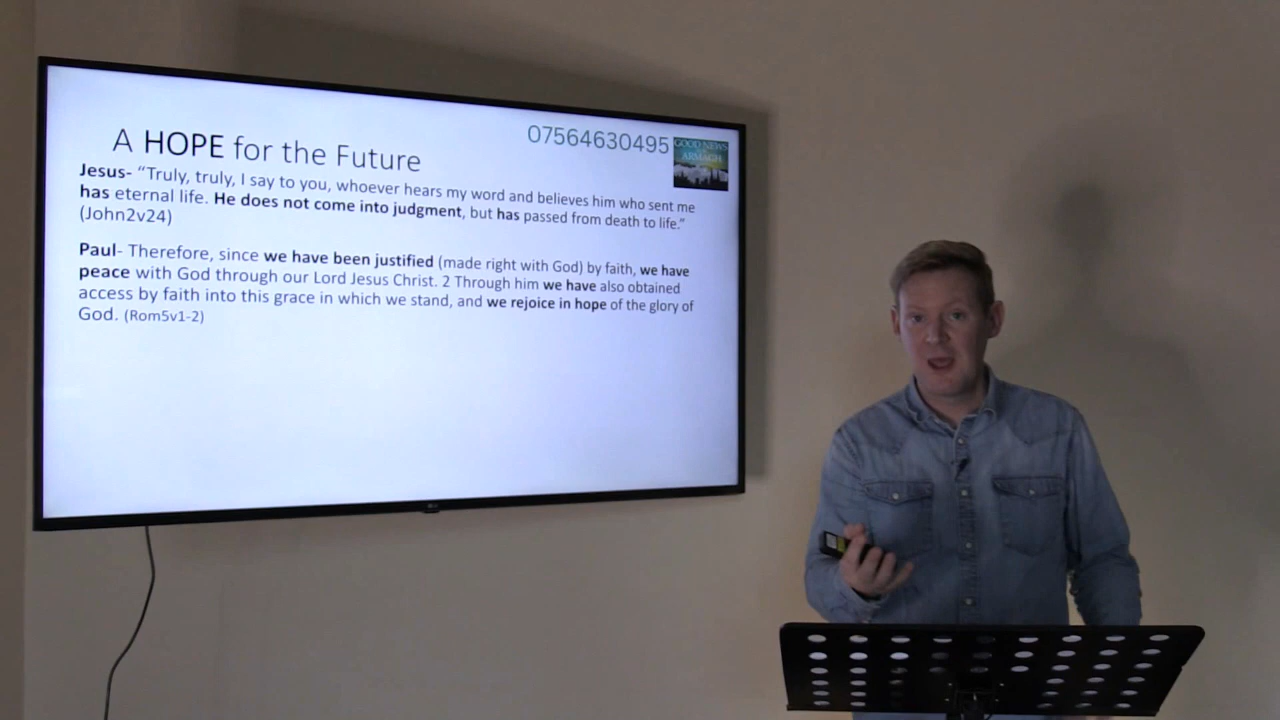 07564630495
GOOD NEWS
ARMAGH
A HOPE for the Future
Jesus- “Truly, truly, I say to you, whoever hears my word and believes him who sent me
has eternal life. He does not come into judgment, but has passed from death to life.”
(John2v24)
Paul- Therefore, since we have been justified (made right with God) by faith, we have
peace with God through our Lord Jesus Christ. 2 Through him we have also obtained
access by faith into this grace in which we stand, and we rejoice in hope of the glory of
God. (Rom5v1-2)